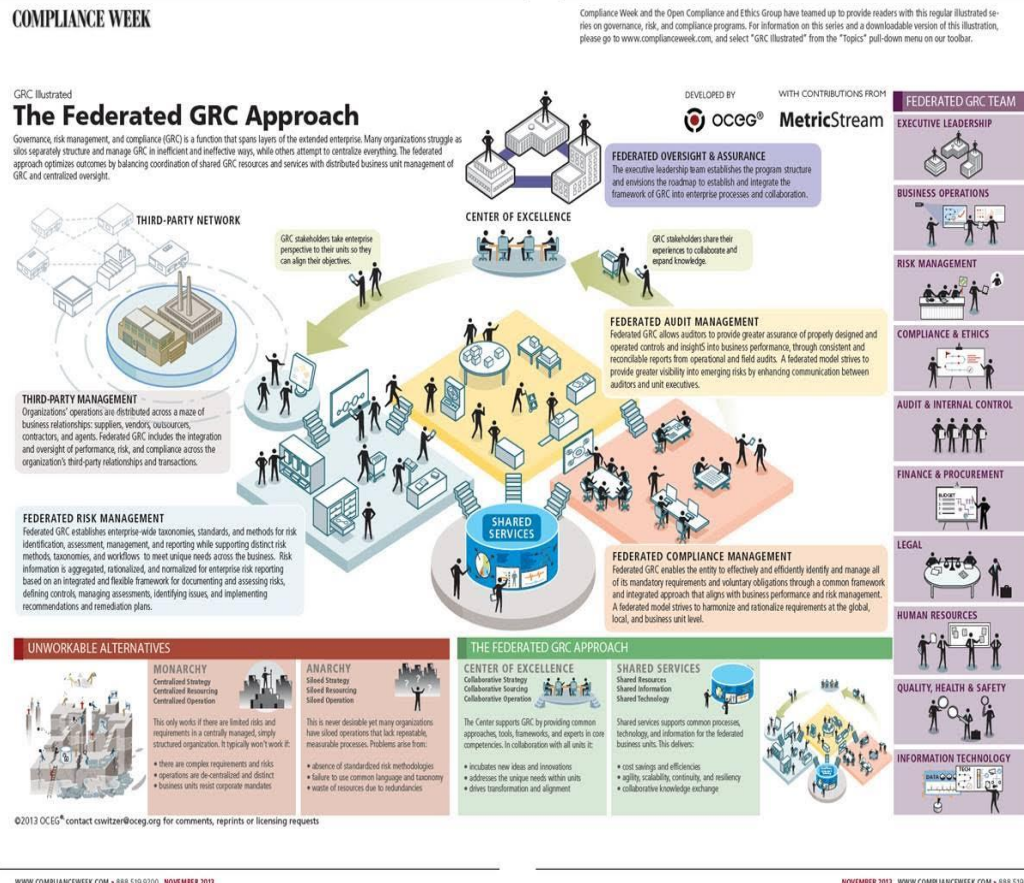 COMPLIANCE WEEK
Compliance Week and the Open Compliance and Ethics Group have teamed up to provide readers with this regular illustrated se-
ries on governance, risk, and compliance programs. For information on this series and a downloadable version of this illustration,
please go to www.complianceweek.com, and select "GRC Illustrated" from the "Topics" pull-down menu on our toolbar.
GRC Illustrated
The Federated GRC Approach
Governance, risk management, and compliance (GRC) is a function that spans layers of the extended enterprise. Many organizations struggle as
silos separately structure and manage GRC in inefficient and ineffective ways, while others attempt to centralize everything. The federated
approach optimizes outcomes by balancing coordination of shared GRC resources and services with distributed business unit management of
GRC and centralized oversight.
DEVELOPED BY
OCEG®
WITH CONTRIBUTIONS FROM
MetricStream
FEDERATED OVERSIGHT & ASSURANCE
The executive leadership team establishes the program structure
and envisions the roadmap to establish and integrate the
framework of GRC into enterprise processes and collaboration.
CENTER OF EXCELLENCE
THIRD-PARTY NETWORK
GRC stakeholders take enterprise
perspective to their units so they
can align their objectives.
GRC stakeholders share their
experiences to collaborate and
expand knowledge.
FEDERATED AUDIT MANAGEMENT
Federated GRC allows auditors to provide greater assurance of properly designed and
operated controls and insightS into business performance, through consistent and
reconcilable reports from operational and field audits. A federated model strives to
provide greater visibility into emerging risks by enhancing communication between
auditors and unit executives.
THIRD-PARTY MANAGEMENT
Organizations' operations are distributed across a maze of
business relationships: suppliers, vendors, outsourcers,
contractors, and agents. Federated GRC includes the integration
and oversight of performance, risk, and compliance across the
organization's third-party relationships and transactions.
FEDERATED RISK MANAGEMENT
Federated GRC establishes enterprise-wide taxonomies, standards, and methods for risk
identification, assessment, management, and reporting while supporting distinct risk
methods, taxonomies, and workflows to meet unique needs across the business. Risk
information is aggregated, rationalized, and normalized for enterprise risk reporting
based on an integrated and flexible framework for documenting and assessing risks,
defining controls, managing assessments, identifying issues, and implementing
recommendations and remediation plans.
SHARED
SERVICES
FEDERATED COMPLIANCE MANAGEMENT
Federated GRC enables the entity to effectively and efficiently identify and manage all
of its mandatory requirements and voluntary obligations through a common framework
and integrated approach that aligns with business performance and risk management.
A federated model strives to harmonize and rationalize requirements at the global,
local, and business unit level.
FEDERATED GRC TEAM
EXECUTIVE LEADERSHIP
BUSINESS OPERATIONS
RISK MANAGEMENT
COMPLIANCE & ETHICS
AUDIT & INTERNAL CONTROL
FINANCE & PROCUREMENT
BUDGET
LEGAL
HUMAN RESOURCES
QUALITY, HEALTH & SAFETY
INFORMATION TECHNOLOGY
DATA
TECH
UNWORKABLE ALTERNATIVES
MONARCHY
Centralized Strategy
Centralized Resourcing
Centralized Operation
This only works if there are limited risks and
requirements in a centrally managed, simply
structured organization. It typically won't work if:
• there are complex requirements and risks
• operations are de-centralized and distinct
• business units resist corporate mandates
ANARCHY
Siloed Strategy
Siloed Resourcing
Siloed Operation
? ?
This is never desirable yet many organizations
have siloed operations that lack repeatable,
measurable processes. Problems arise from:
• absence of standardized risk methodologies
• failure to use common language and taxonomy
• waste of resources due to redundancies
THE FEDERATED GRC APPROACH
CENTER OF EXCELLENCE
Collaborative Strategy
Collaborative Sourcing
Collaborative Operation
The Center supports GRC by providing common
approaches, tools, frameworks, and experts in core
competencies. In collaboration with all units it:
• incubates new ideas and innovations
• addresses the unique needs within units
• drives transformation and alignment
SHARED SERVICES
Shared Resources
Shared Information
Shared Technology
Shared services supports common processes,
technology, and information for the federated
business units. This delivers:
• cost savings and efficiencies
• agility, scalability, continuity, and resiliency
• collaborative knowledge exchange
©2013 OCEG® contact cswitzer@oceg.org for comments, reprints or licensing requests
WWW.COMPLIANCEWEEK.COM • 888.519.9200 NOVEMBER 2013
NOVEMBER 2013 WWW.COMPLIANCEWEEK.COM • 888.519